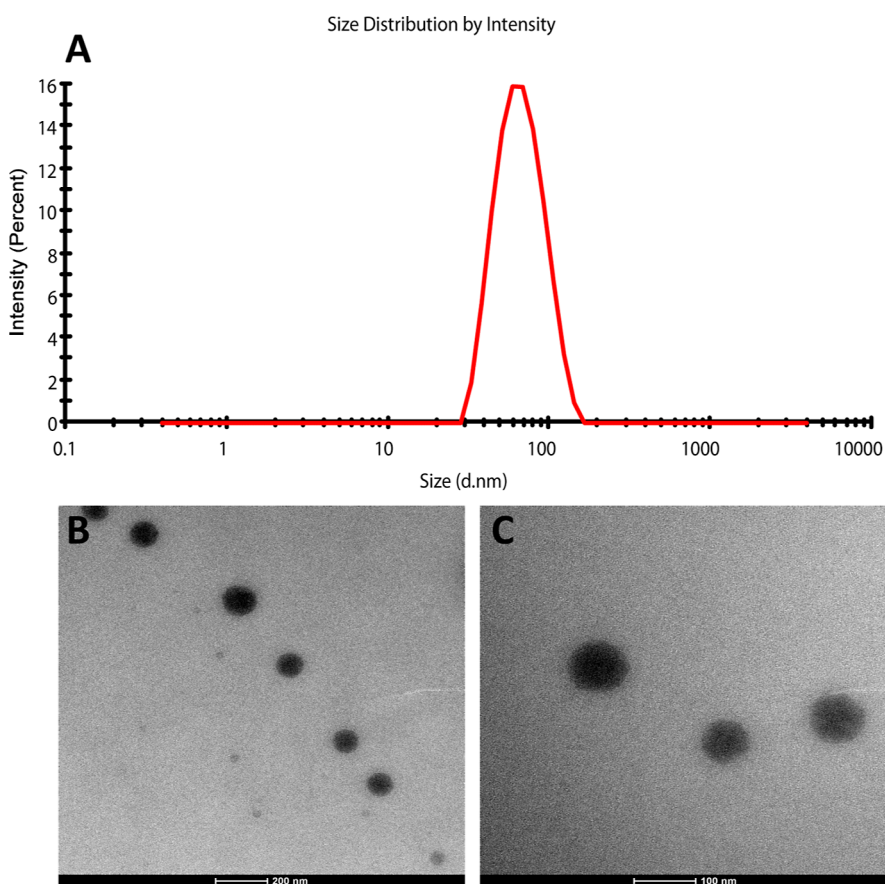 Size Distribution by Intensity
A
Intensity (Percent)
16
14
12
10
8
6
4
2
0
0.1 1 10 100 1000 10000
Size (d.nm)
B
C
200 nm
100 nm